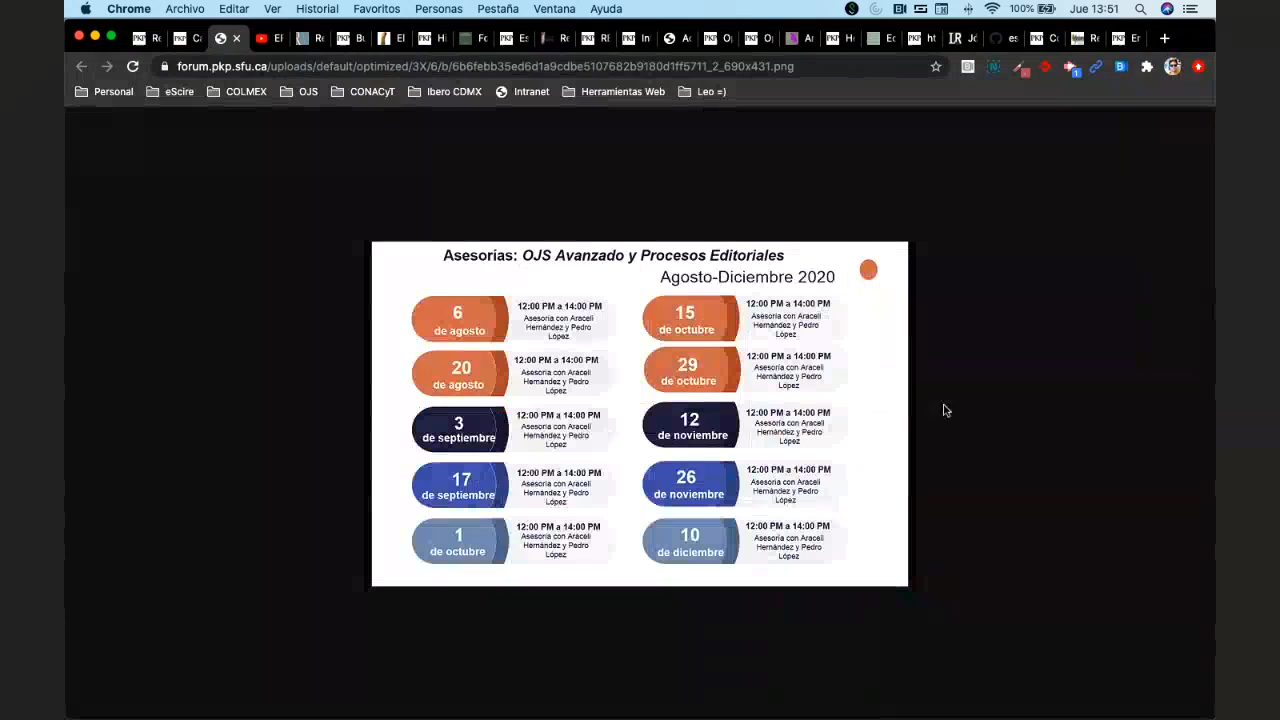 Chrome Archivo Editar Ver Historial Favoritos Personas Pestaña Ventana Ayuda 100% Jue 13:51
forum.pkp.sfu.ca/uploads/default/optimized/3X/6/b/6b6febb35ed6d1a9cdbe5107682b9180d1ff5711_2_690x431.png
Personal eScire COLMEX OJS CONACyT Ibero CDMX Intranet Herramientas Web Leo =)
Asesorías: OJS Avanzado y Procesos Editoriales
Agosto-Diciembre 2020
6
de agosto
12:00 PM a 14:00 PM
Asesoría con Araceli
Hernández y Pedro
López
20
de agosto
12:00 PM a 14:00 PM
Asesoría con Araceli
Hernández y Pedro
López
3
de septiembre
12:00 PM a 14:00 PM
Asesoría con Araceli
Hernández y Pedro
López
17
de septiembre
12:00 PM a 14:00 PM
Asesoría con Araceli
Hernández y Pedro
López
1
de octubre
12:00 PM a 14:00 PM
Asesoría con Araceli
Hernández y Pedro
López
15
de octubre
12:00 PM a 14:00 PM
Asesoría con Araceli
Hernández y Pedro
López
29
de octubre
12:00 PM a 14:00 PM
Asesoría con Araceli
Hernández y Pedro
López
12
de noviembre
12:00 PM a 14:00 PM
Asesoría con Araceli
Hernández y Pedro
López
26
de noviembre
12:00 PM a 14:00 PM
Asesoría con Araceli
Hernández y Pedro
López
10
de diciembre
12:00 PM a 14:00 PM
Asesoría con Araceli
Hernández y Pedro
López